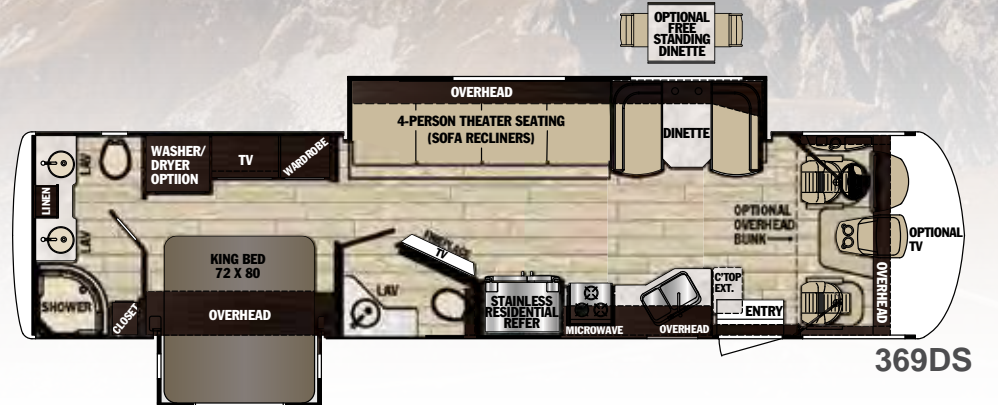 OPTIONAL
FREE
STANDING
DINETTE
OVERHEAD
4-PERSON THEATER SEATING
(SOFA RECLINERS)
DINETTE
LAV
WASHER/
DRYER
OPTIION
TV
WARDROBE
LINEN
LAV
OPTIONAL
OVERHEAD
BUNK
OPTIONAL
TV
FIREPLACE
TV
KING BED
72 X 80
SHOWER
CLOSET
OVERHEAD
LAV
STAINLESS
RESIDENTIAL
REFER
MICROWAVE
OVERHEAD
C'TOP
EXT.
ENTRY
OVERHEAD
369DS